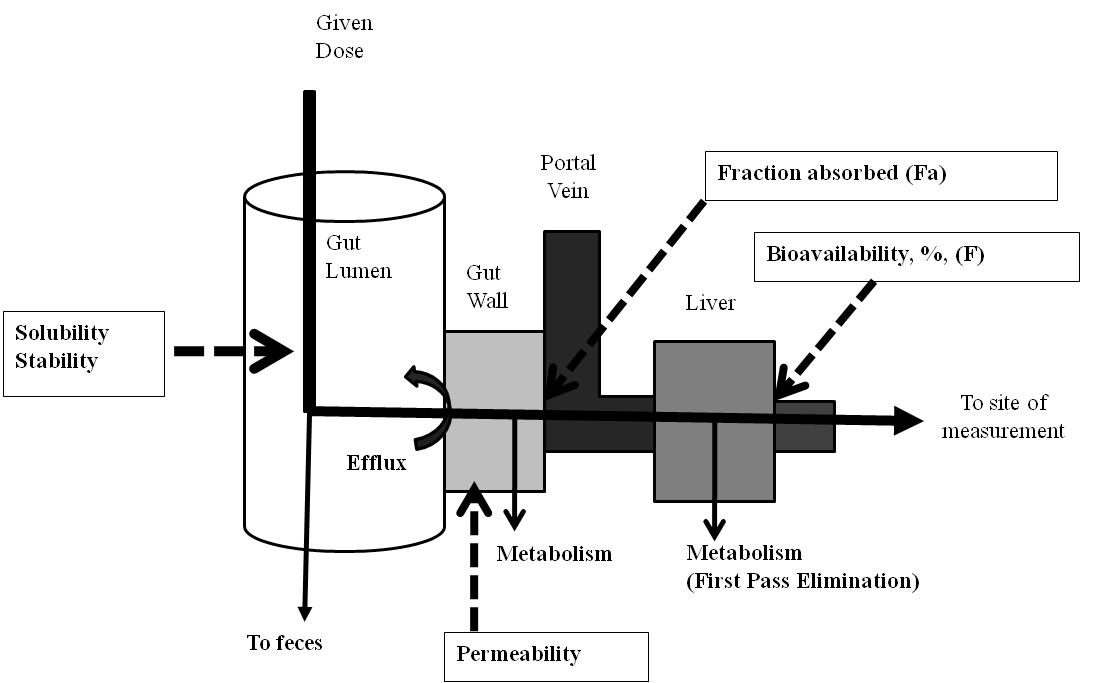 Given
Dose
Portal
Vein
Fraction absorbed (Fa)
Gut
Lumen
Bioavailability, %, (F)
Gut
Wall
Liver
Solubility
Stability
To site of
measurement
Efflux
Metabolism
Metabolism
(First Pass Elimination)
To feces
Permeability